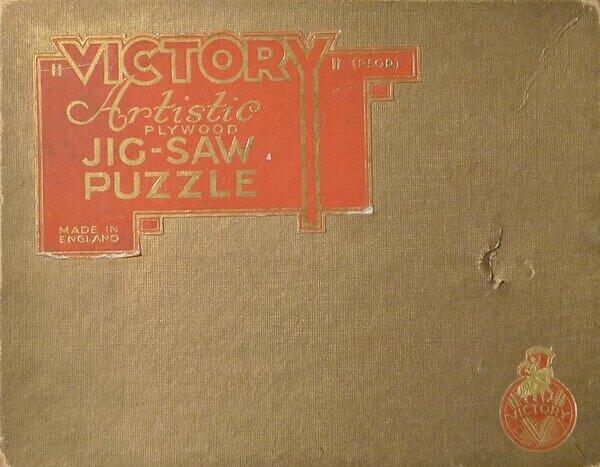 "VICTORY" (REGD.)
Artistic
PLYWOOD
JIG-SAW
PUZZLE
MADE IN
ENGLAND
VICTORY
V